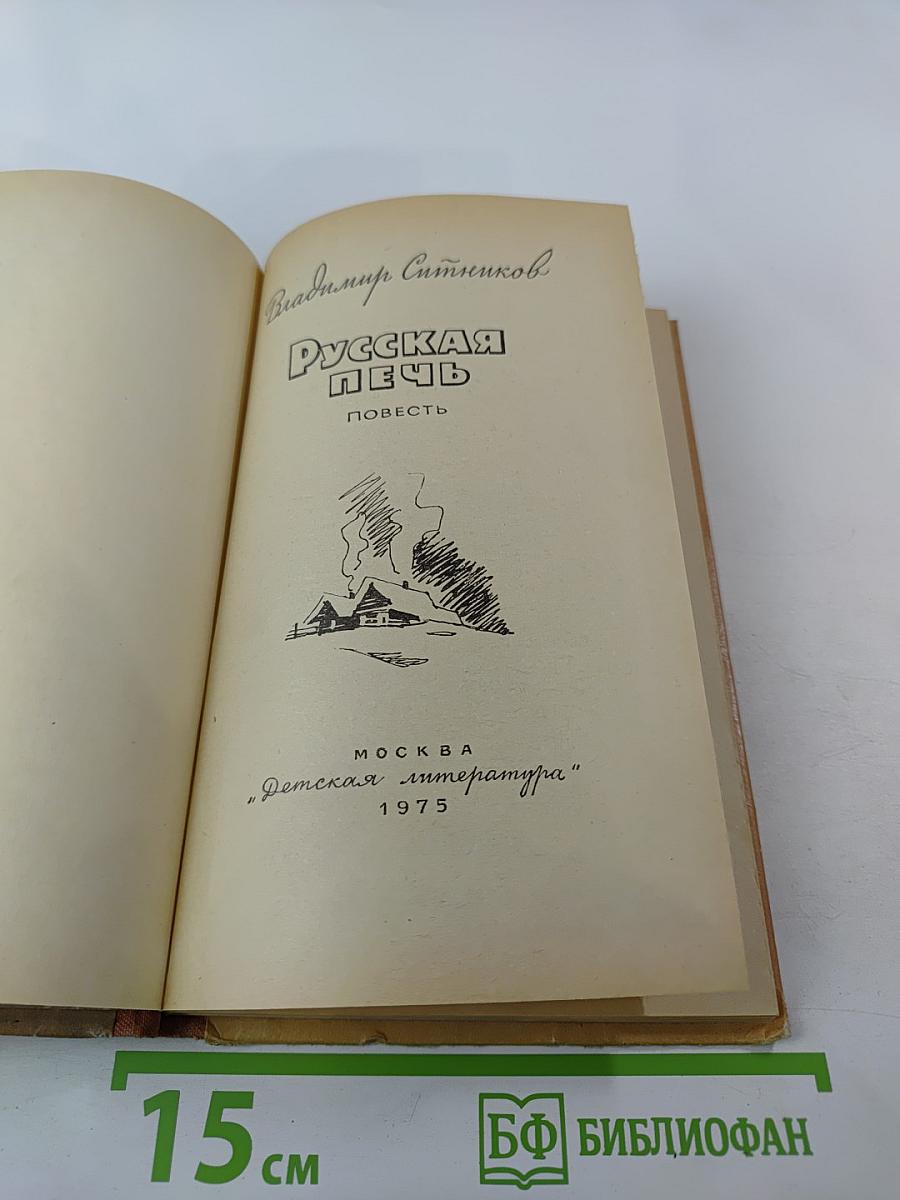 Владимир Ситников
РУССКАЯ
ПЕЧЬ
ПОВЕСТЬ
МОСКВА
„Детская литература"
1975
15 см
БФ БИБЛИОФАН